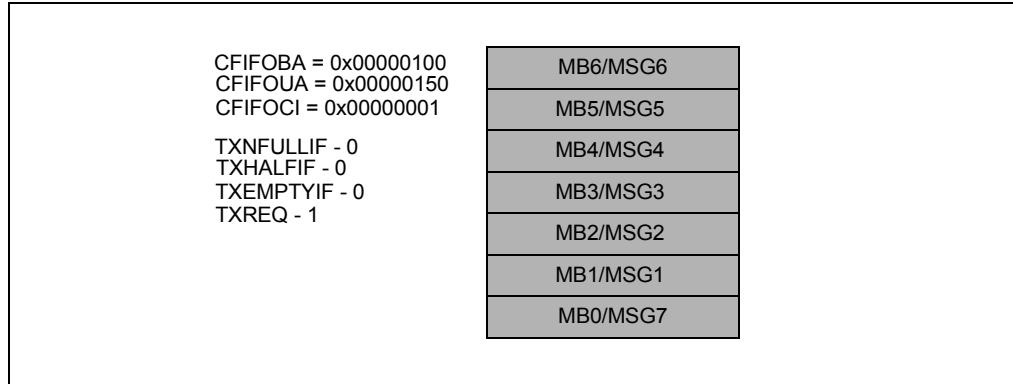 CFIFOBA = 0x00000100
CFIFOUA = 0x00000150
CFIFOCI = 0x00000001
TXNFULLIF - 0
TXHALFIF - 0
TXEMPTYIF - 0
TXREQ - 1
MB6/MSG6
MB5/MSG5
MB4/MSG4
MB3/MSG3
MB2/MSG2
MB1/MSG1
MB0/MSG7